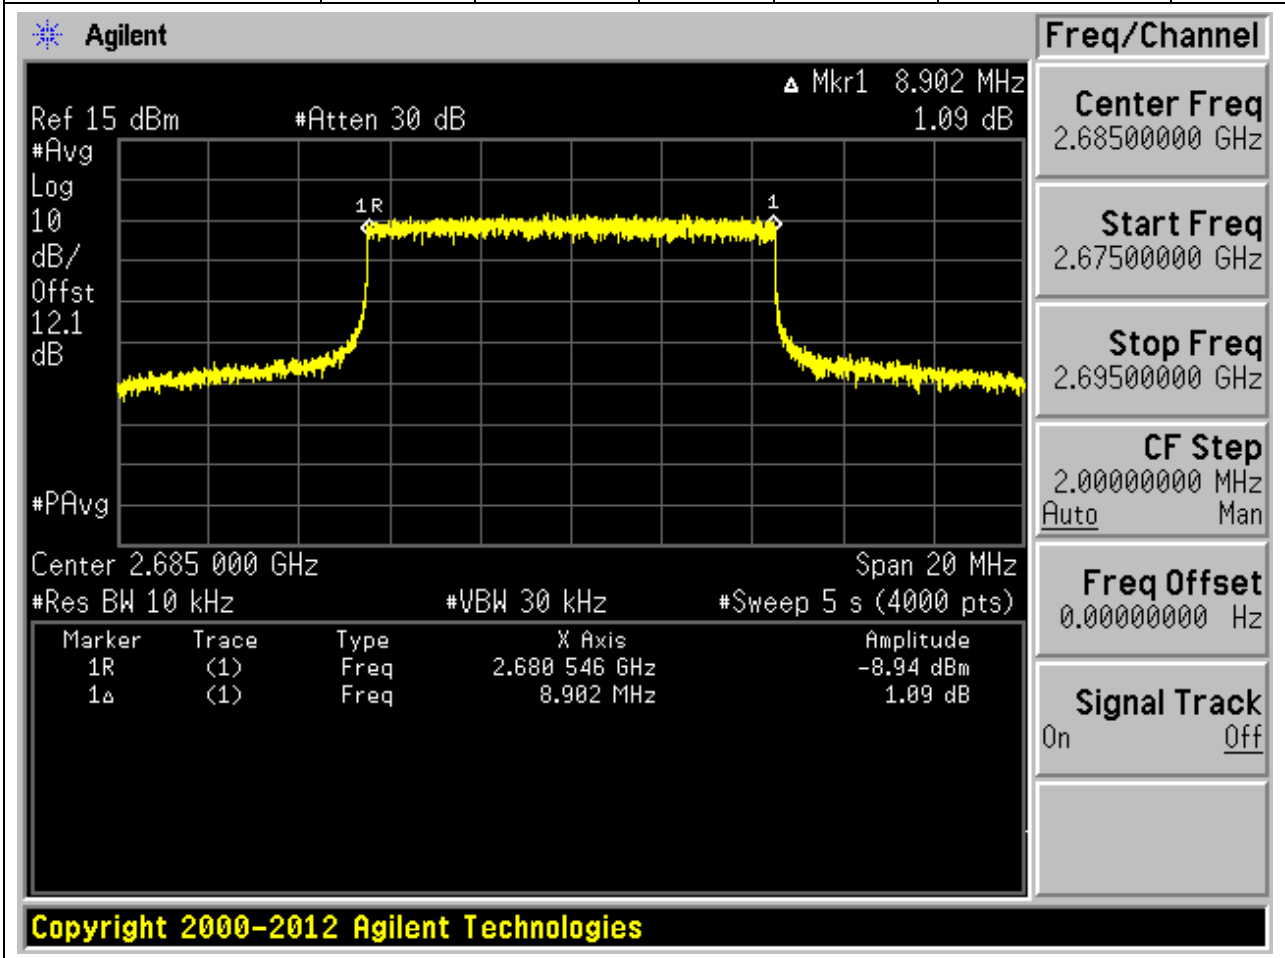 Agilent
Freq/Channel
Δ Mkr1 8.902 MHz
Ref 15 dBm #Atten 30 dB 1.09 dB
#Avg
Log
10
dB/
Offst
12.1
dB
#PAvg
1R
1
Center 2.685 000 GHz Span 20 MHz
#Res BW 10 kHz #VBW 30 kHz #Sweep 5 s (4000 pts)
Marker Trace Type X Axis Amplitude
1R (1) Freq 2.680 546 GHz -8.94 dBm
1Δ (1) Freq 8.902 MHz 1.09 dB
Center Freq
2.68500000 GHz
Start Freq
2.67500000 GHz
Stop Freq
2.69500000 GHz
CF Step
2.00000000 MHz
Auto Man
Freq Offset
0.00000000 Hz
Signal Track
On Off
Copyright 2000-2012 Agilent Technologies